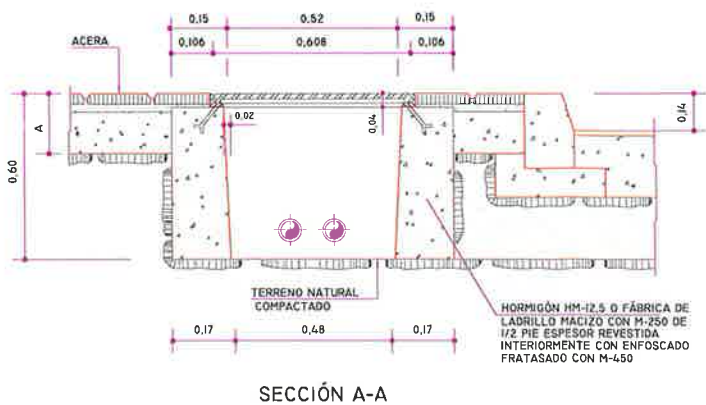 0,15 0,52 0,15
ACERA
0,106 0,608 0,106
A
0,60
0,02
0,04
0,14
TERRENO NATURAL
COMPACTADO
HORMIGÓN HM-12,5 O FÁBRICA DE
LADRILLO MACIZO CON M-250 DE
1/2 PIE ESPESOR REVESTIDA
INTERIORMENTE CON ENFOSCADO
FRATASADO CON M-450
0,17 0,48 0,17
SECCIÓN A-A